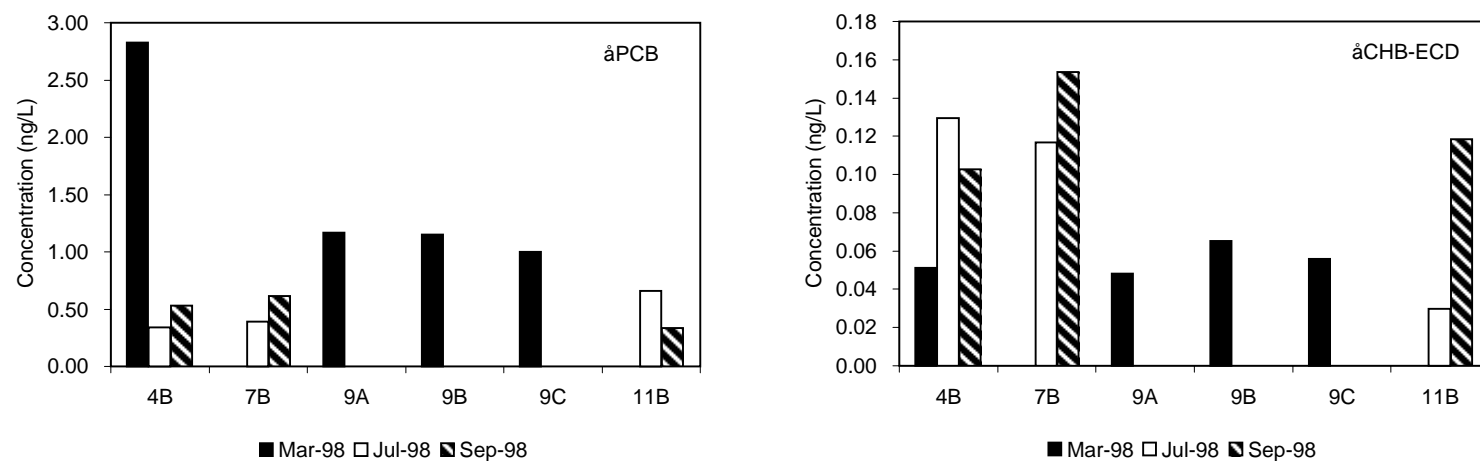 3.00
2.50
2.00
1.50
1.00
0.50
0.00
Concentration (ng/L)
åPCB
4B 7B 9A 9B 9C 11B
Mar-98 Jul-98 Sep-98
0.18
0.16
0.14
0.12
0.10
0.08
0.06
0.04
0.02
0.00
Concentration (ng/L)
åCHB-ECD
4B 7B 9A 9B 9C 11B
Mar-98 Jul-98 Sep-98